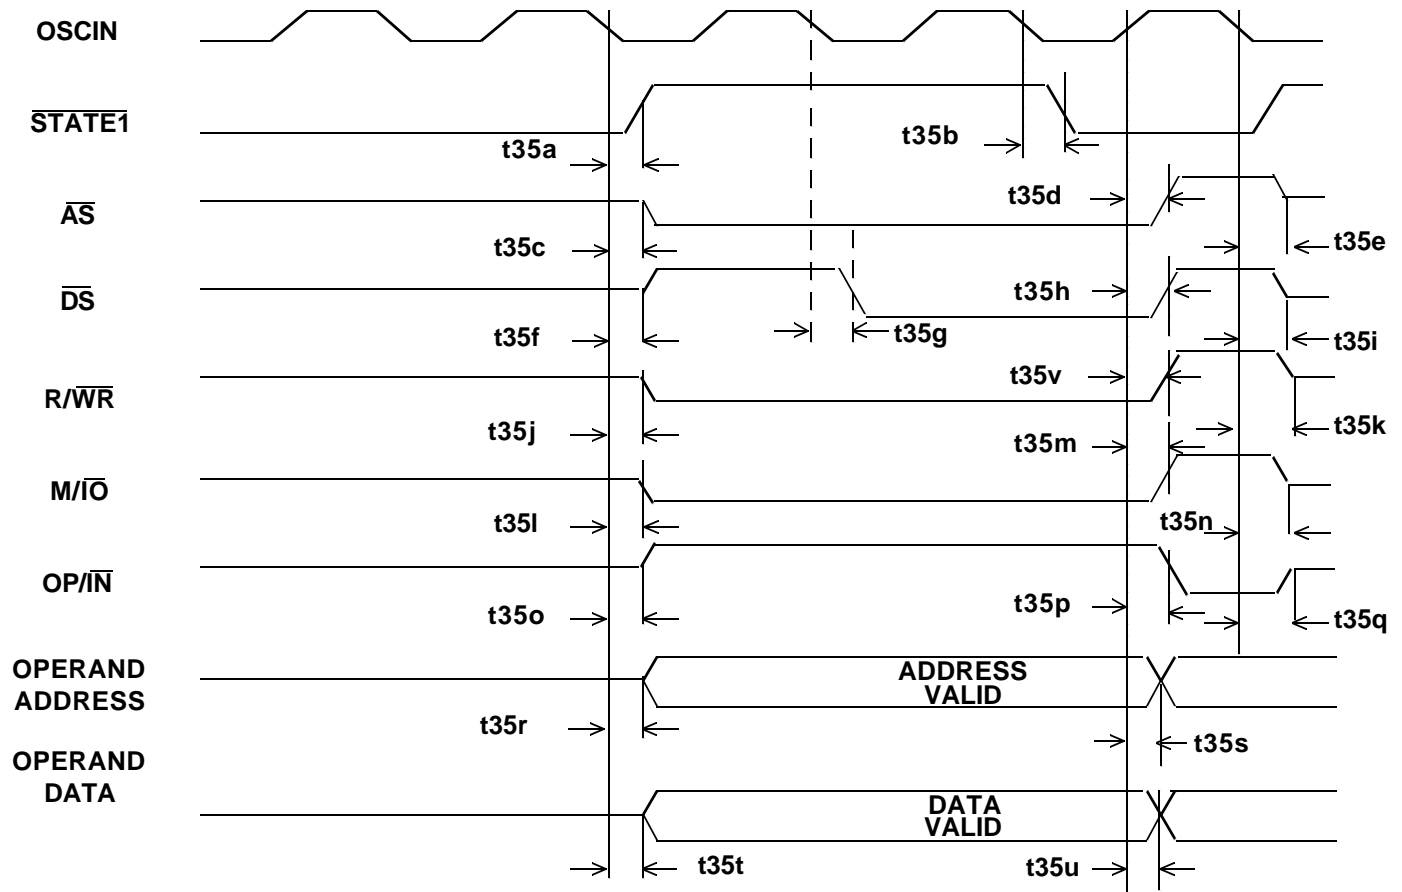 OSCIN
STATE1
t35a
t35b
AS
t35d
t35c
t35e
DS
t35h
t35f
t35g
t35i
R/WR
t35v
t35j
t35m
t35k
M/IO
t35l
t35n
OP/IN
t35o
t35p
t35q
OPERAND
ADDRESS
ADDRESS
VALID
t35r
t35s
OPERAND
DATA
DATA
VALID
t35t
t35u